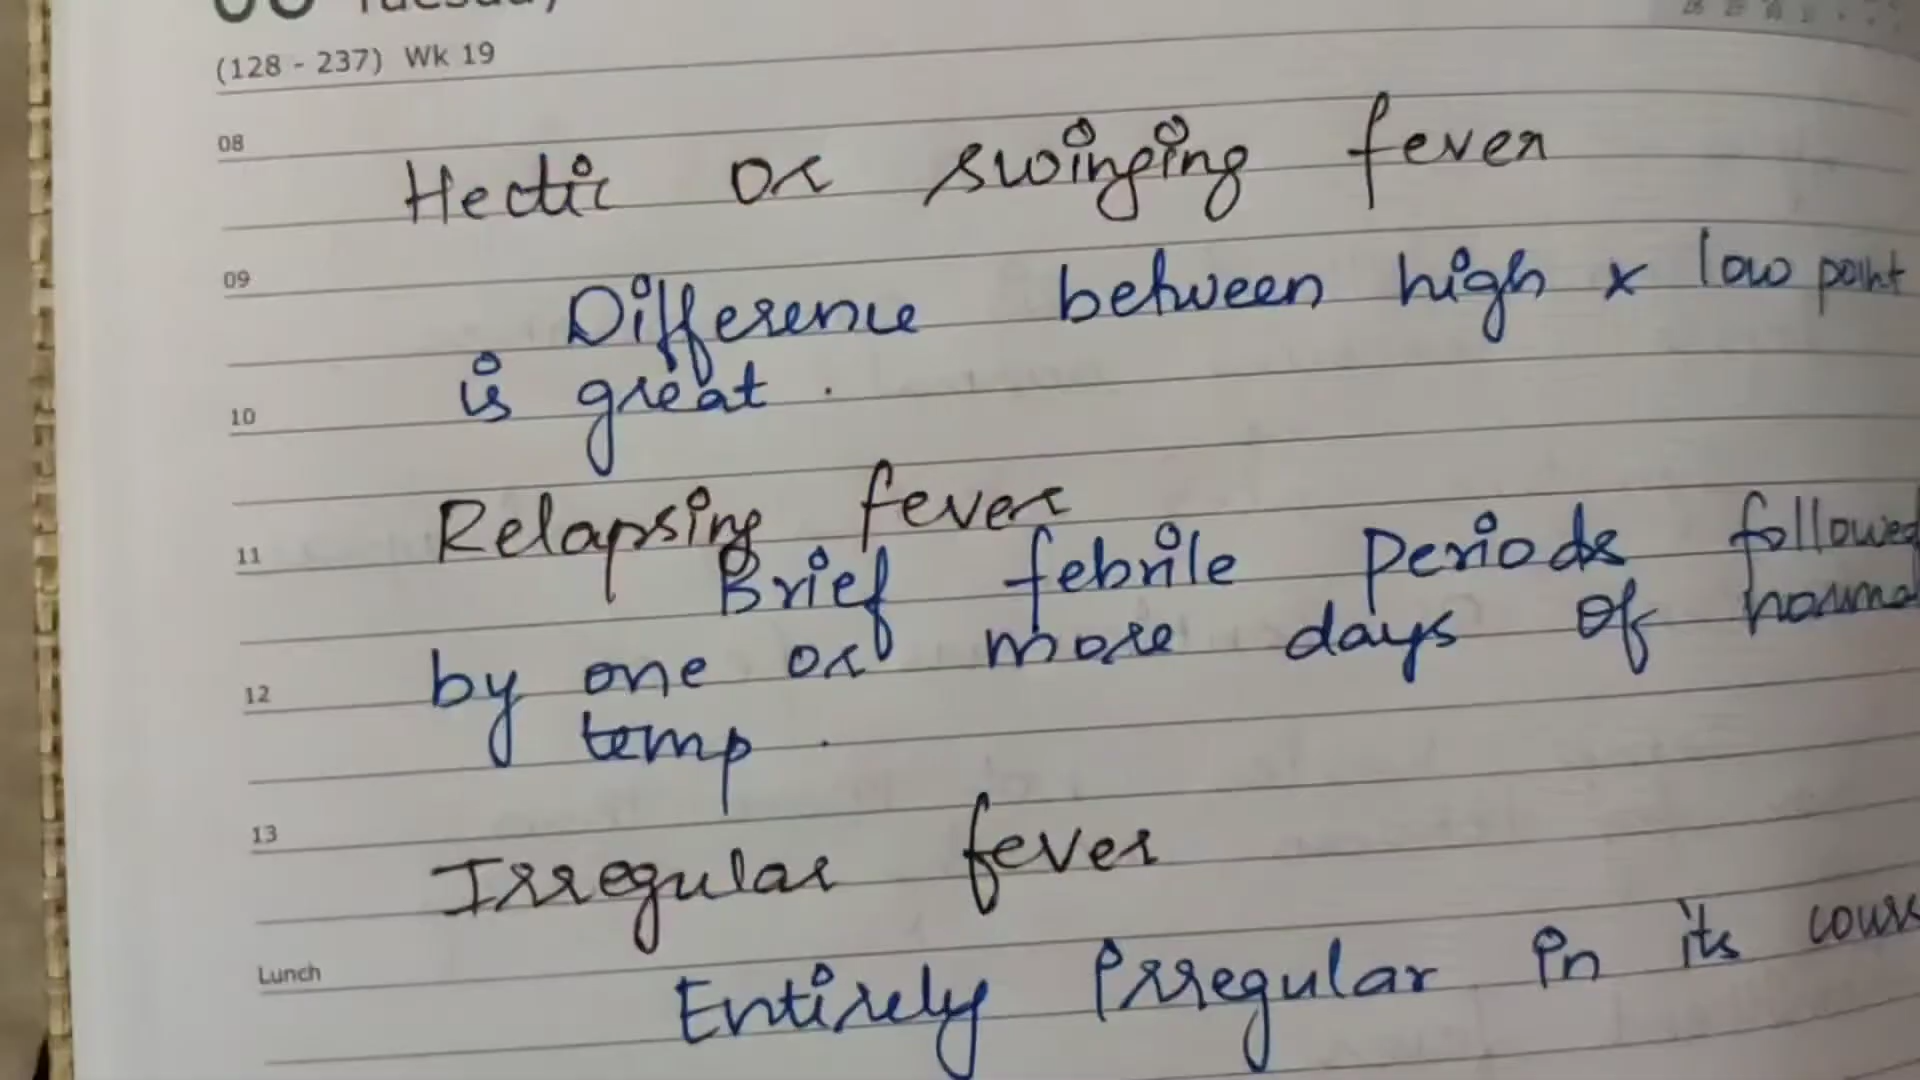 Tuesday
(128 - 237) Wk 19
08
Hectic or swinging fever
09
Difference between high & low point
10
is great.
Relapsing fever
11
Brief febrile periods followed
by one or more days of normal
12
temp.
13
Irregular fever
Lunch
Entirely irregular in its cours